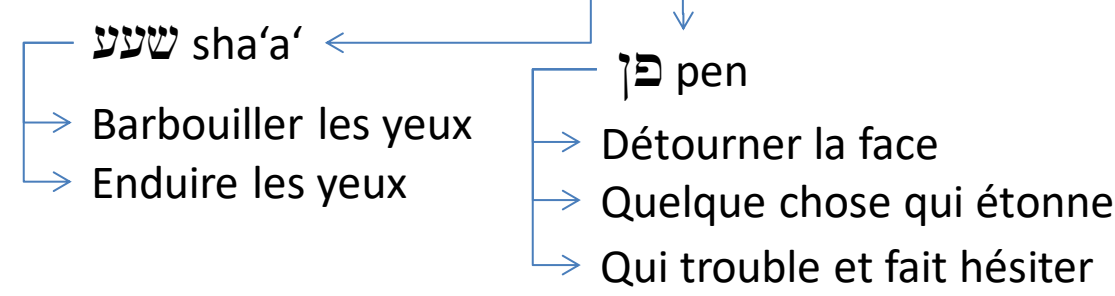 שעע sha‘a‘
Barbouiller les yeux
Enduire les yeux
פן pen
Détourner la face
Quelque chose qui étonne
Qui trouble et fait hésiter